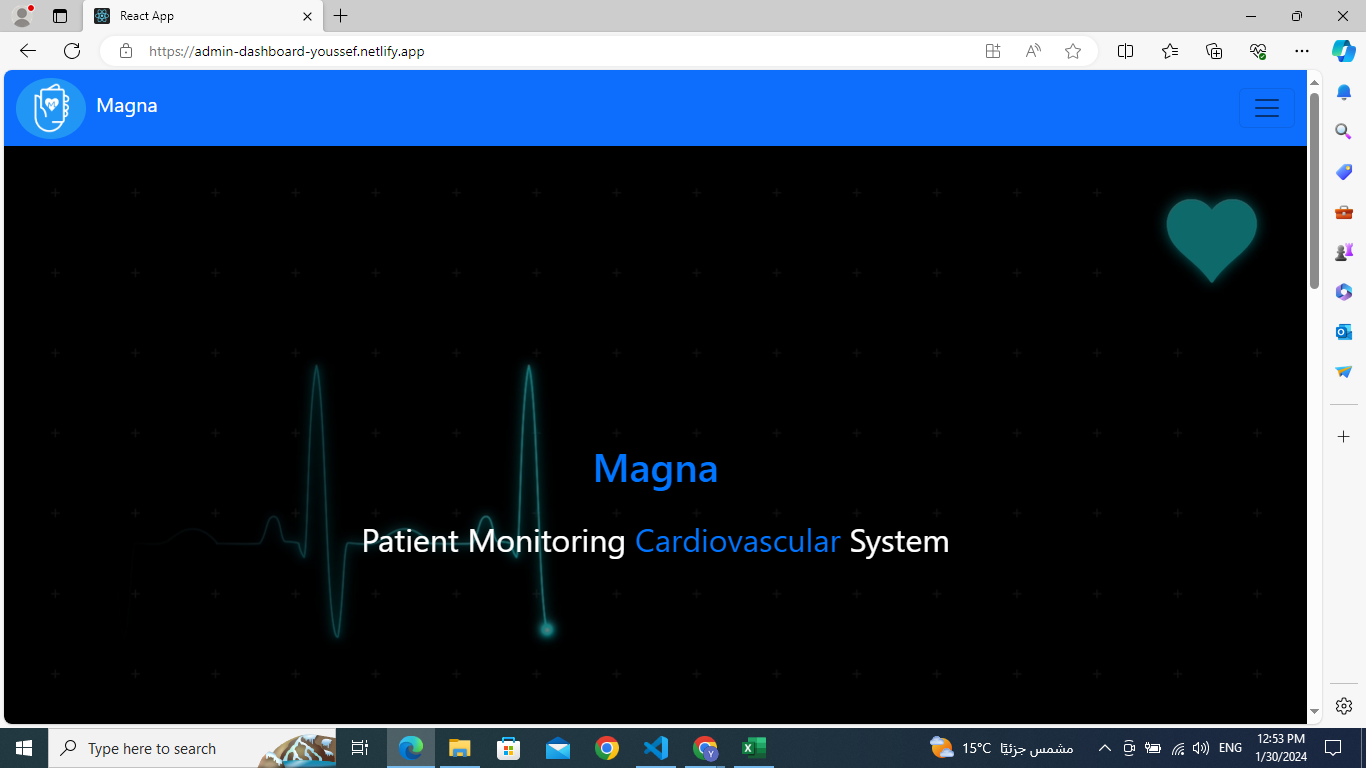 React App
https://admin-dashboard-youssef.netlify.app
Magna
Magna
Patient Monitoring Cardiovascular System
Type here to search
15°C مشمس جزئيًا
ENG
12:53 PM
1/30/2024